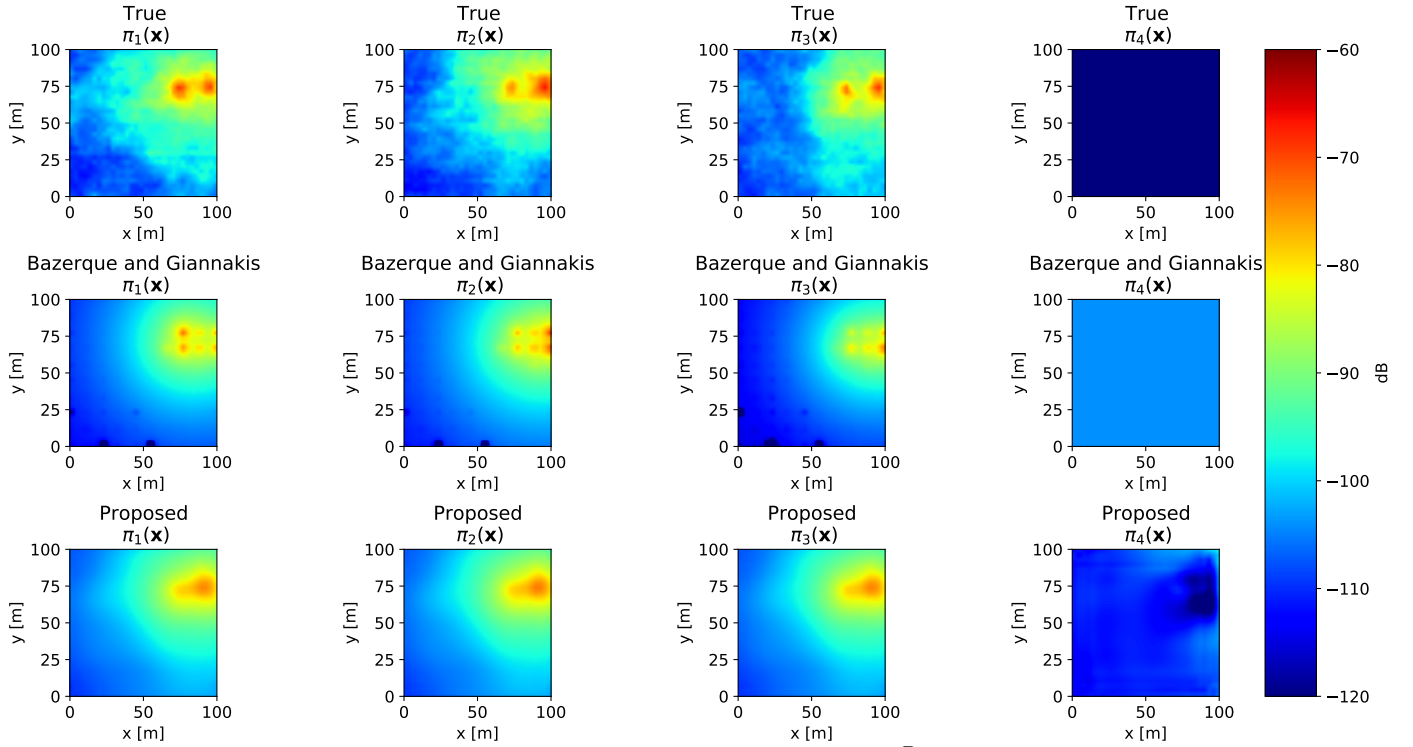 True True True True
π₁(𝐱) π₂(𝐱) π₃(𝐱) π₄(𝐱)
100 100 100 100 −60
75 75 75 75
y [m] y [m] y [m] y [m]
50 50 50 50
25 25 25 25 −70
0 0 0 0
0 50 100 0 50 100 0 50 100 0 50 100
x [m] x [m] x [m] x [m]
Bazerque and Giannakis Bazerque and Giannakis Bazerque and Giannakis Bazerque and Giannakis −80
π₁(𝐱) π₂(𝐱) π₃(𝐱) π₄(𝐱)
100 100 100 100
75 75 75 75
y [m] y [m] y [m] y [m] −90 dB
50 50 50 50
25 25 25 25
0 0 0 0
0 50 100 0 50 100 0 50 100 0 50 100
x [m] x [m] x [m] x [m] −100
Proposed Proposed Proposed Proposed
π₁(𝐱) π₂(𝐱) π₃(𝐱) π₄(𝐱)
100 100 100 100
75 75 75 75 −110
y [m] y [m] y [m] y [m]
50 50 50 50
25 25 25 25
0 0 0 0 −120
0 50 100 0 50 100 0 50 100 0 50 100
x [m] x [m] x [m] x [m]